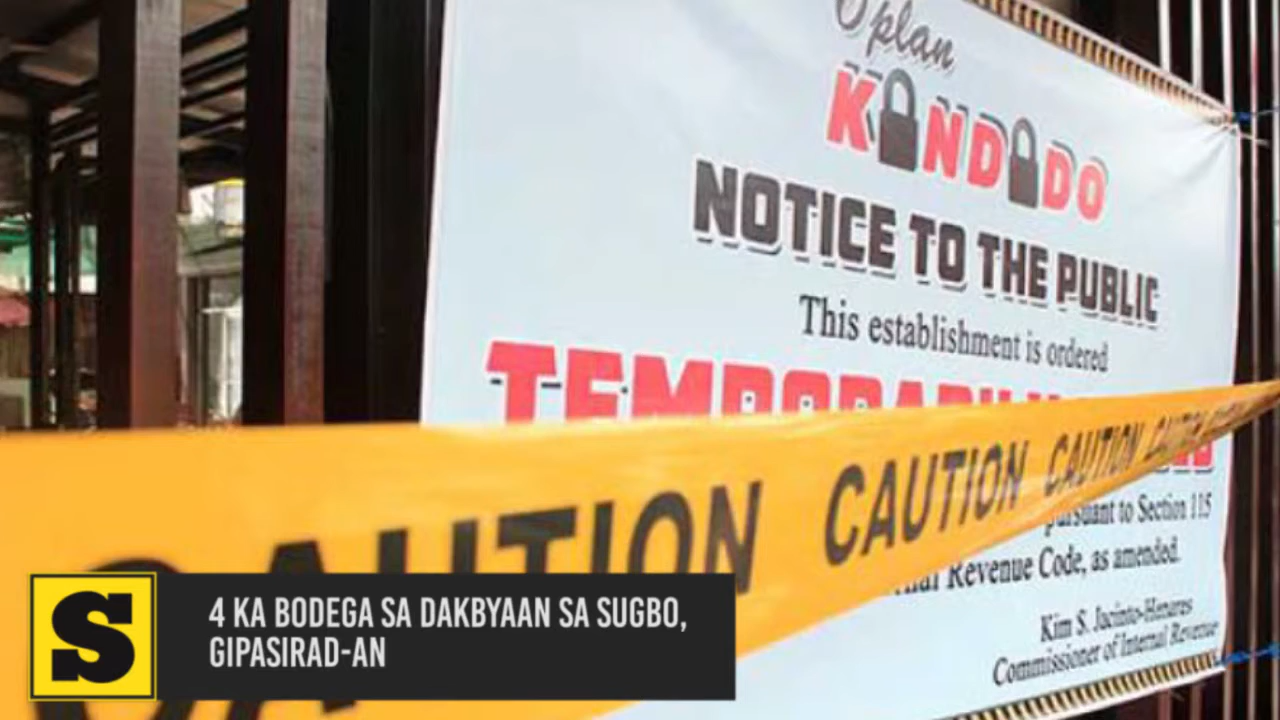 Oplan
KANDADO
NOTICE TO THE PUBLIC
This establishment is ordered
CAUTION CAUTION CAUTION CAUTION
pursuant to Section 115
Revenue Code, as amended.
Kim S. Jacinto-Henares
Commissioner of Internal Revenue
S
4 KA BODEGA SA DAKBYAAN SA SUGBO,
GIPASIRAD-AN